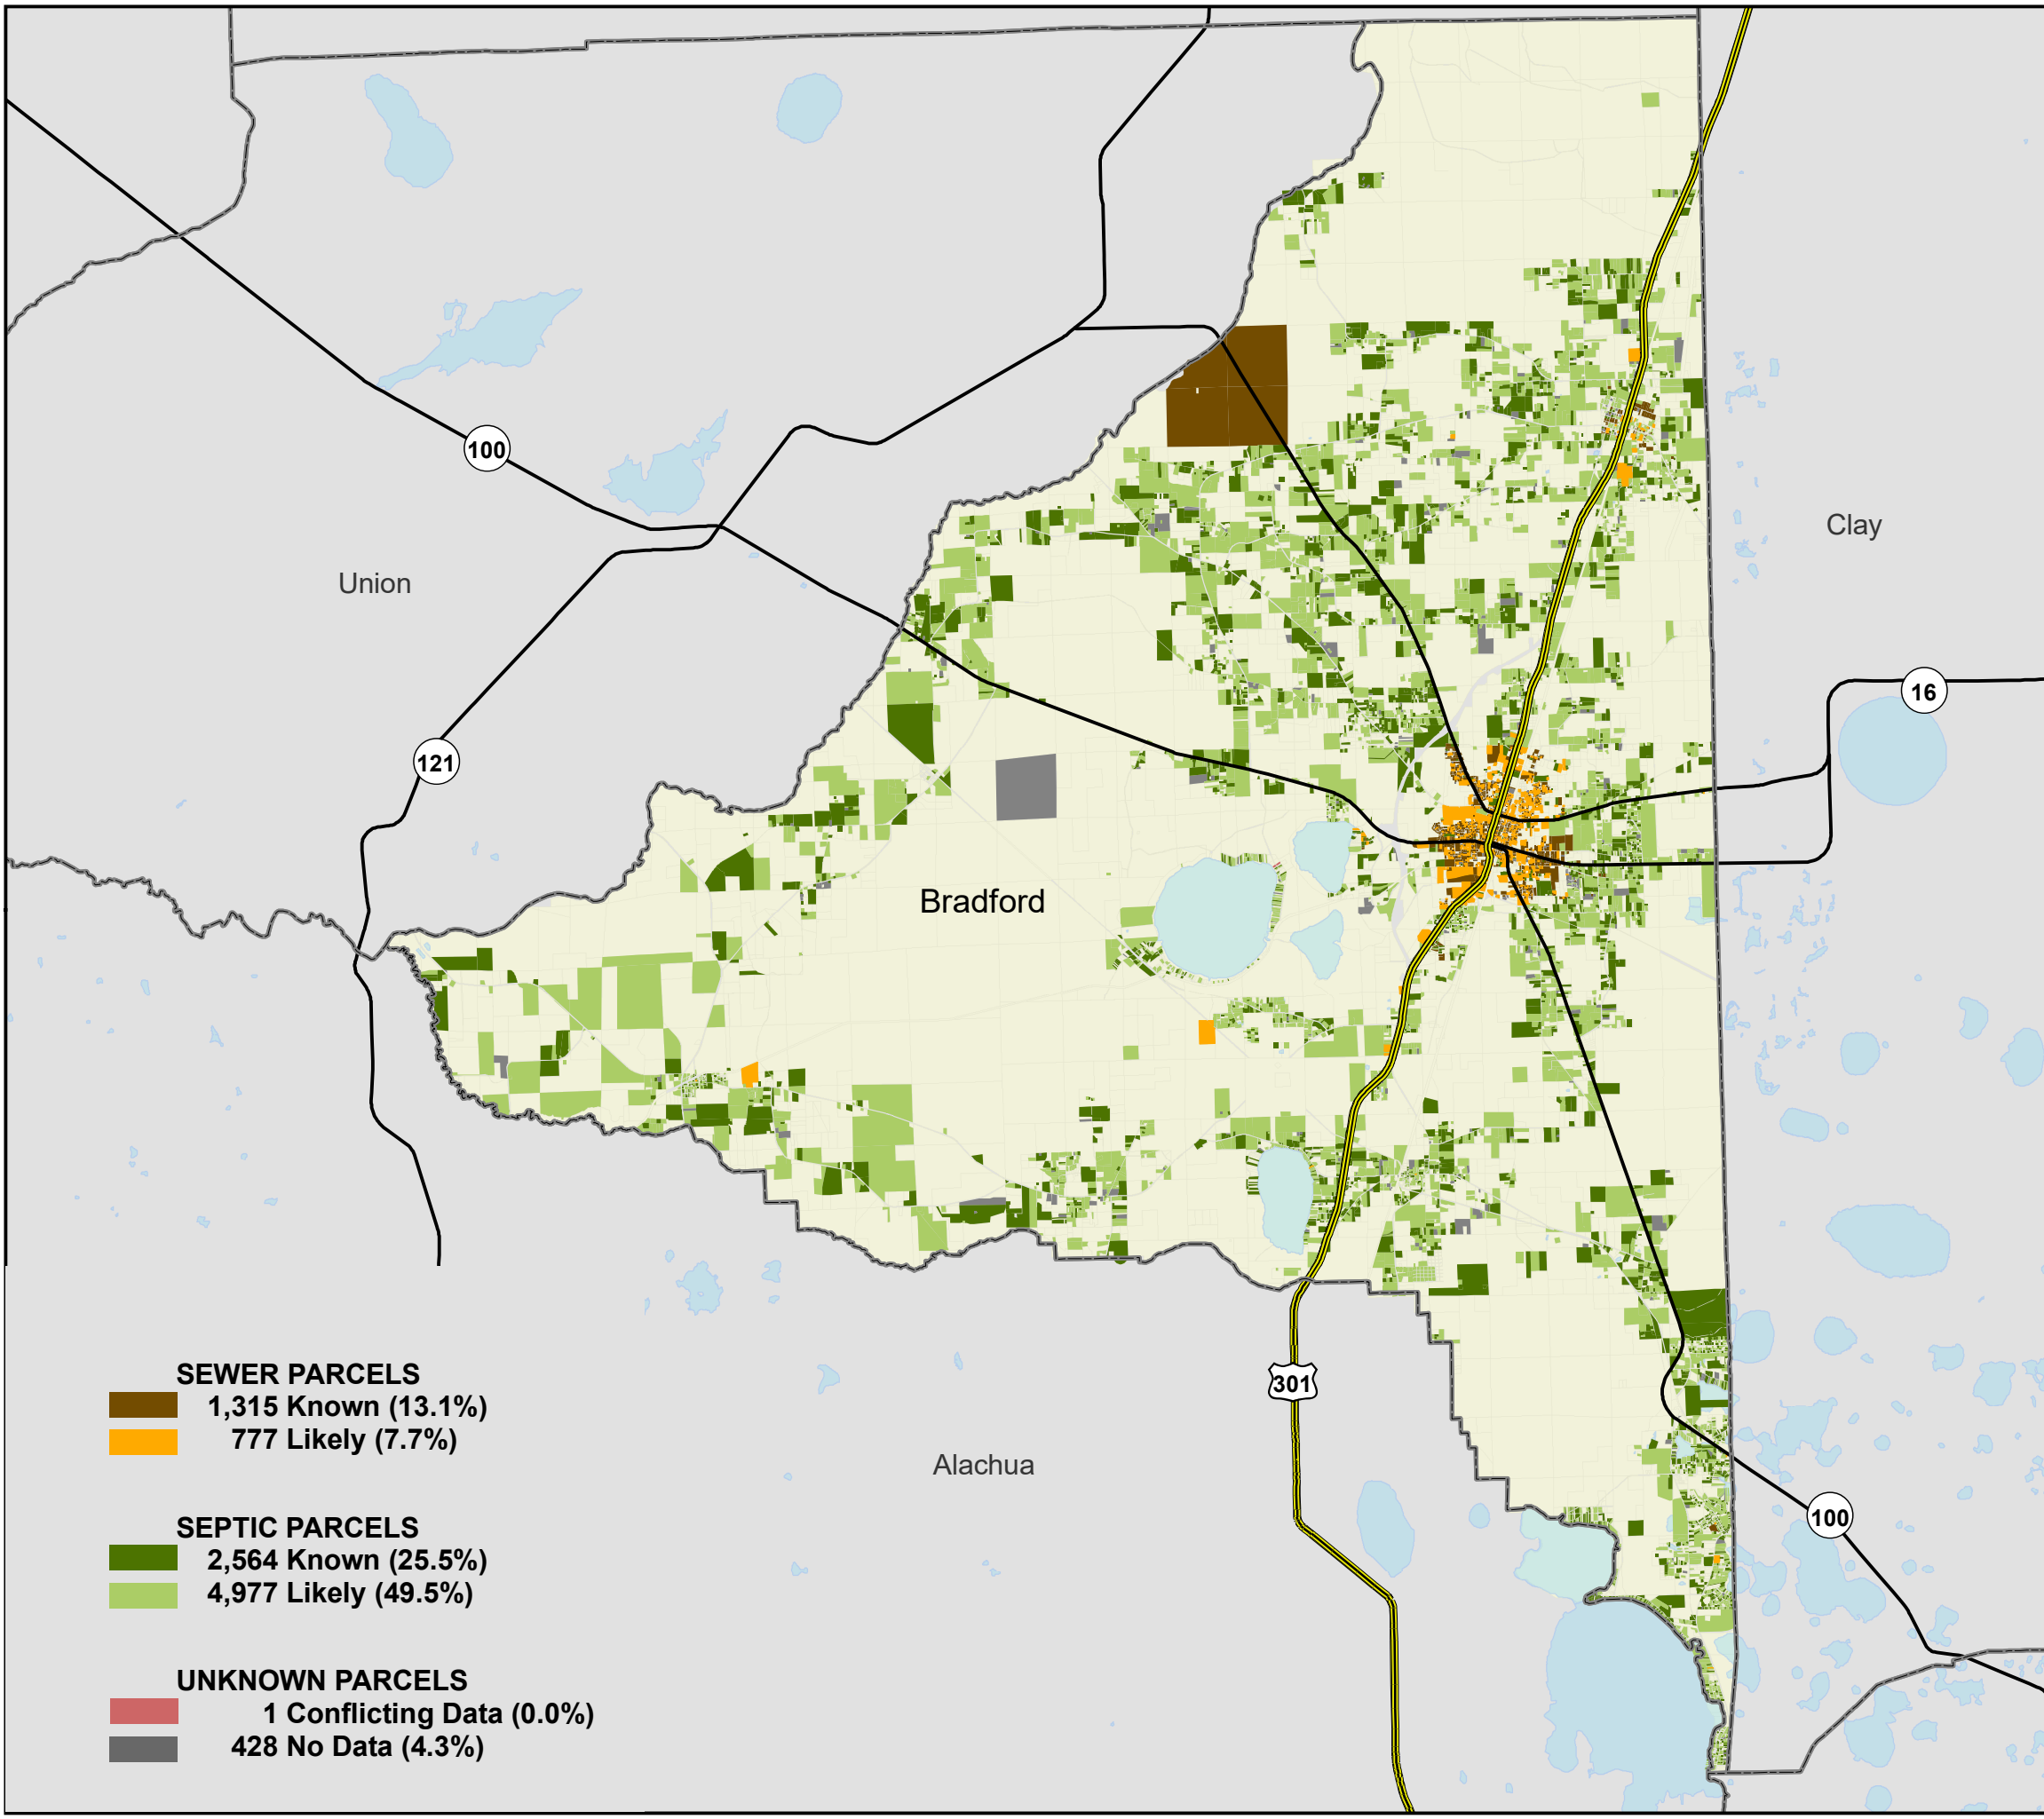 100
Clay
Union
16
121
Bradford
SEWER PARCELS
1,315 Known (13.1%)
777 Likely (7.7%)
301
Alachua
100
SEPTIC PARCELS
2,564 Known (25.5%)
4,977 Likely (49.5%)
UNKNOWN PARCELS
1 Conflicting Data (0.0%)
428 No Data (4.3%)